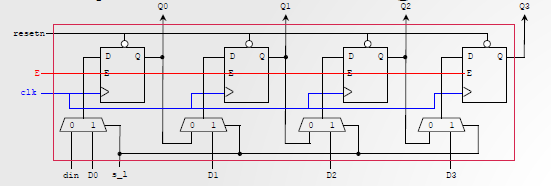 Q0 Q1 Q2 Q3
resetn
D Q D Q D Q D Q
E E E E E
clk
0 1 0 1 0 1 0 1
din D0 s_l D1 D2 D3